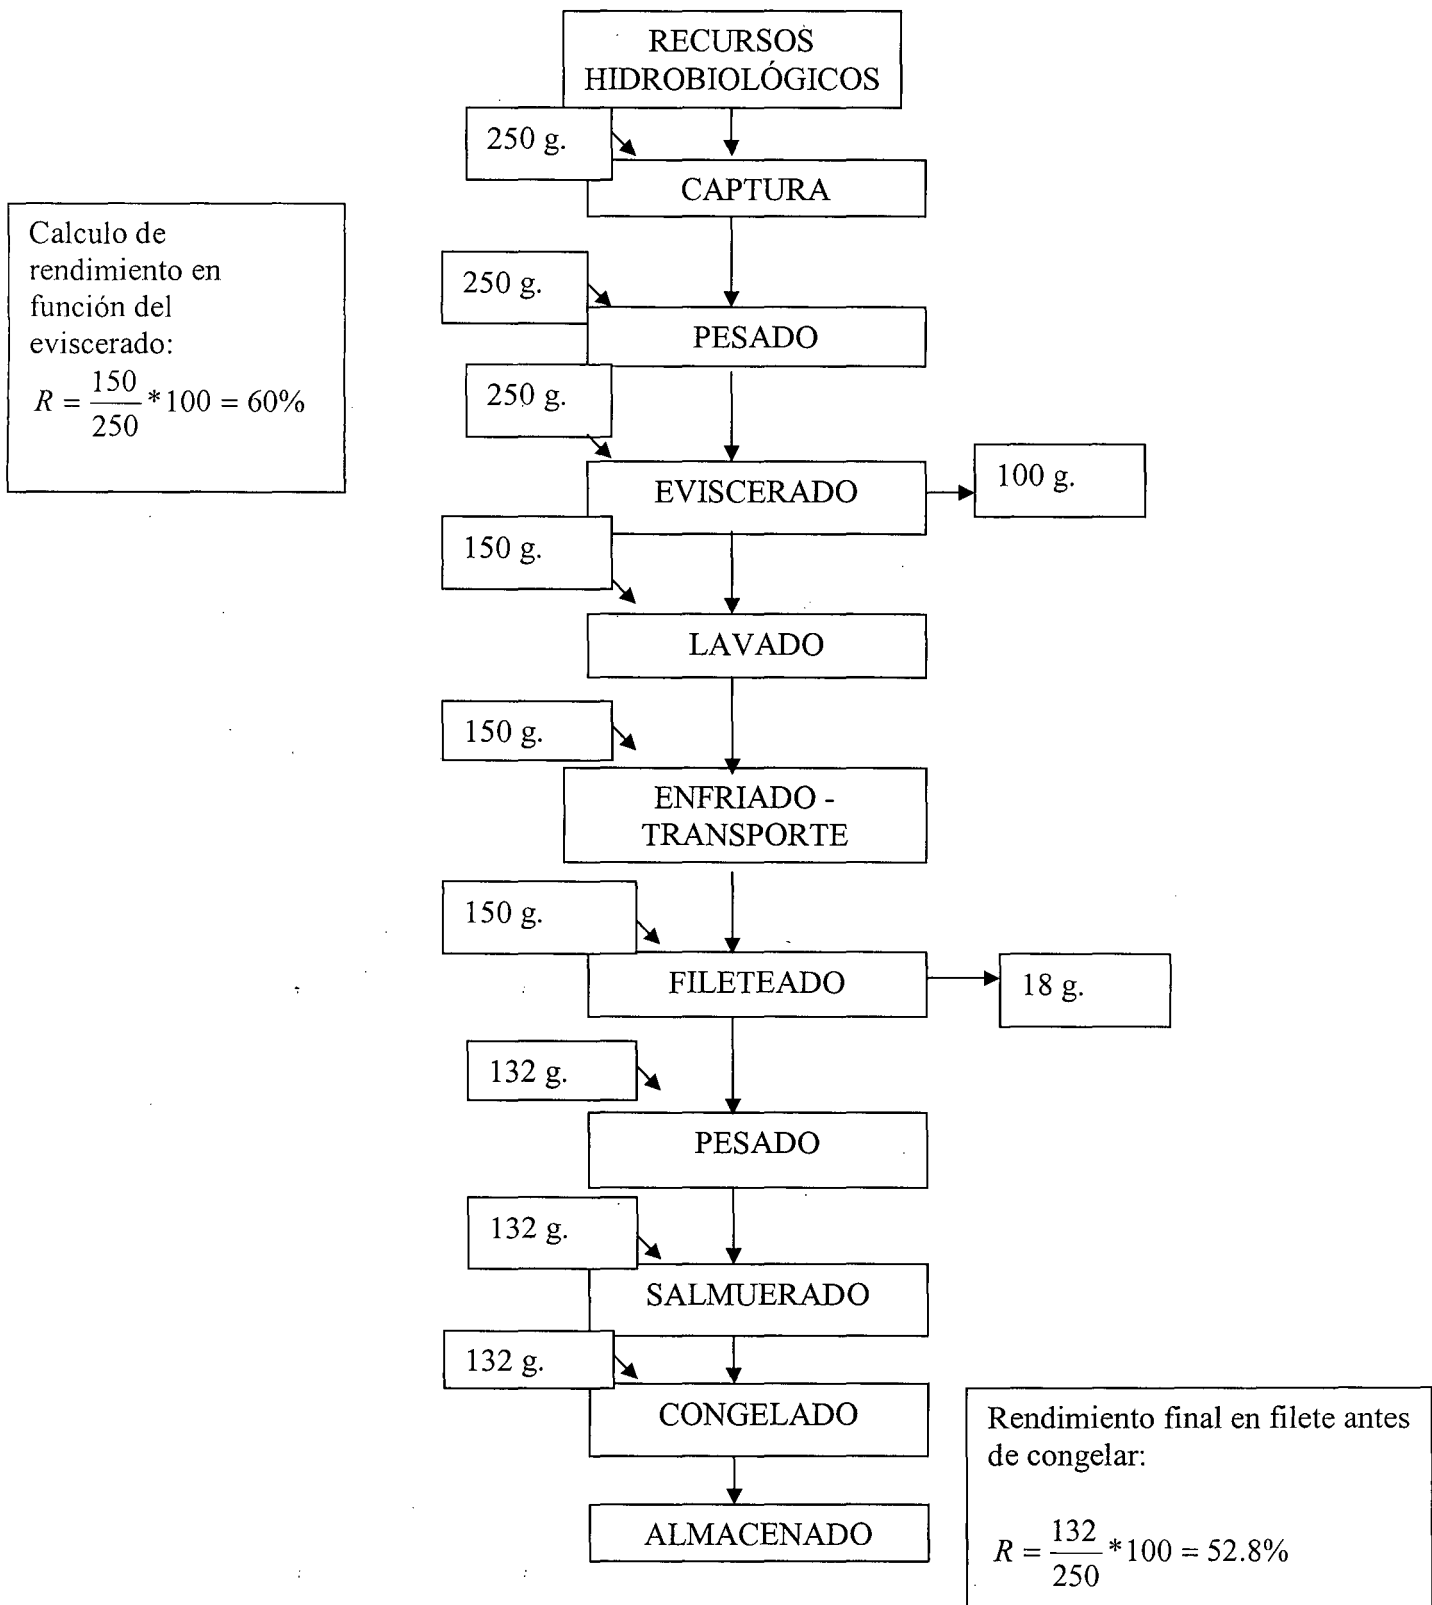 RECURSOS
HIDROBIOLÓGICOS
250 g.
CAPTURA
Calculo de
rendimiento en
función del
eviscerado:
R = 150/250 * 100 = 60%
250 g.
PESADO
250 g.
EVISCERADO
100 g.
150 g.
LAVADO
150 g.
ENFRIADO -
TRANSPORTE
150 g.
FILETEADO
18 g.
132 g.
PESADO
132 g.
SALMUERADO
132 g.
CONGELADO
Rendimiento final en filete antes
de congelar:
R = 132/250 * 100 = 52.8%
ALMACENADO